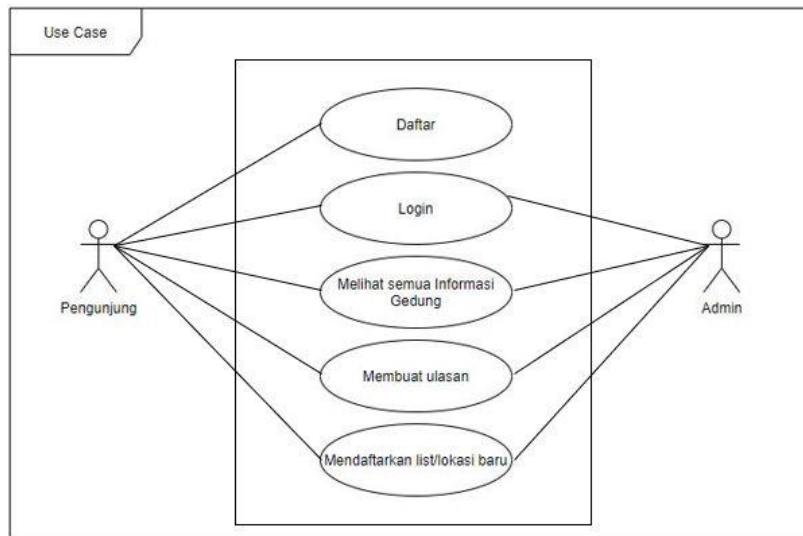 Use Case
Daftar
Login
Melihat semua Informasi
Gedung
Pengunjung
Admin
Membuat ulasan
Mendaftarkan list/lokasi baru